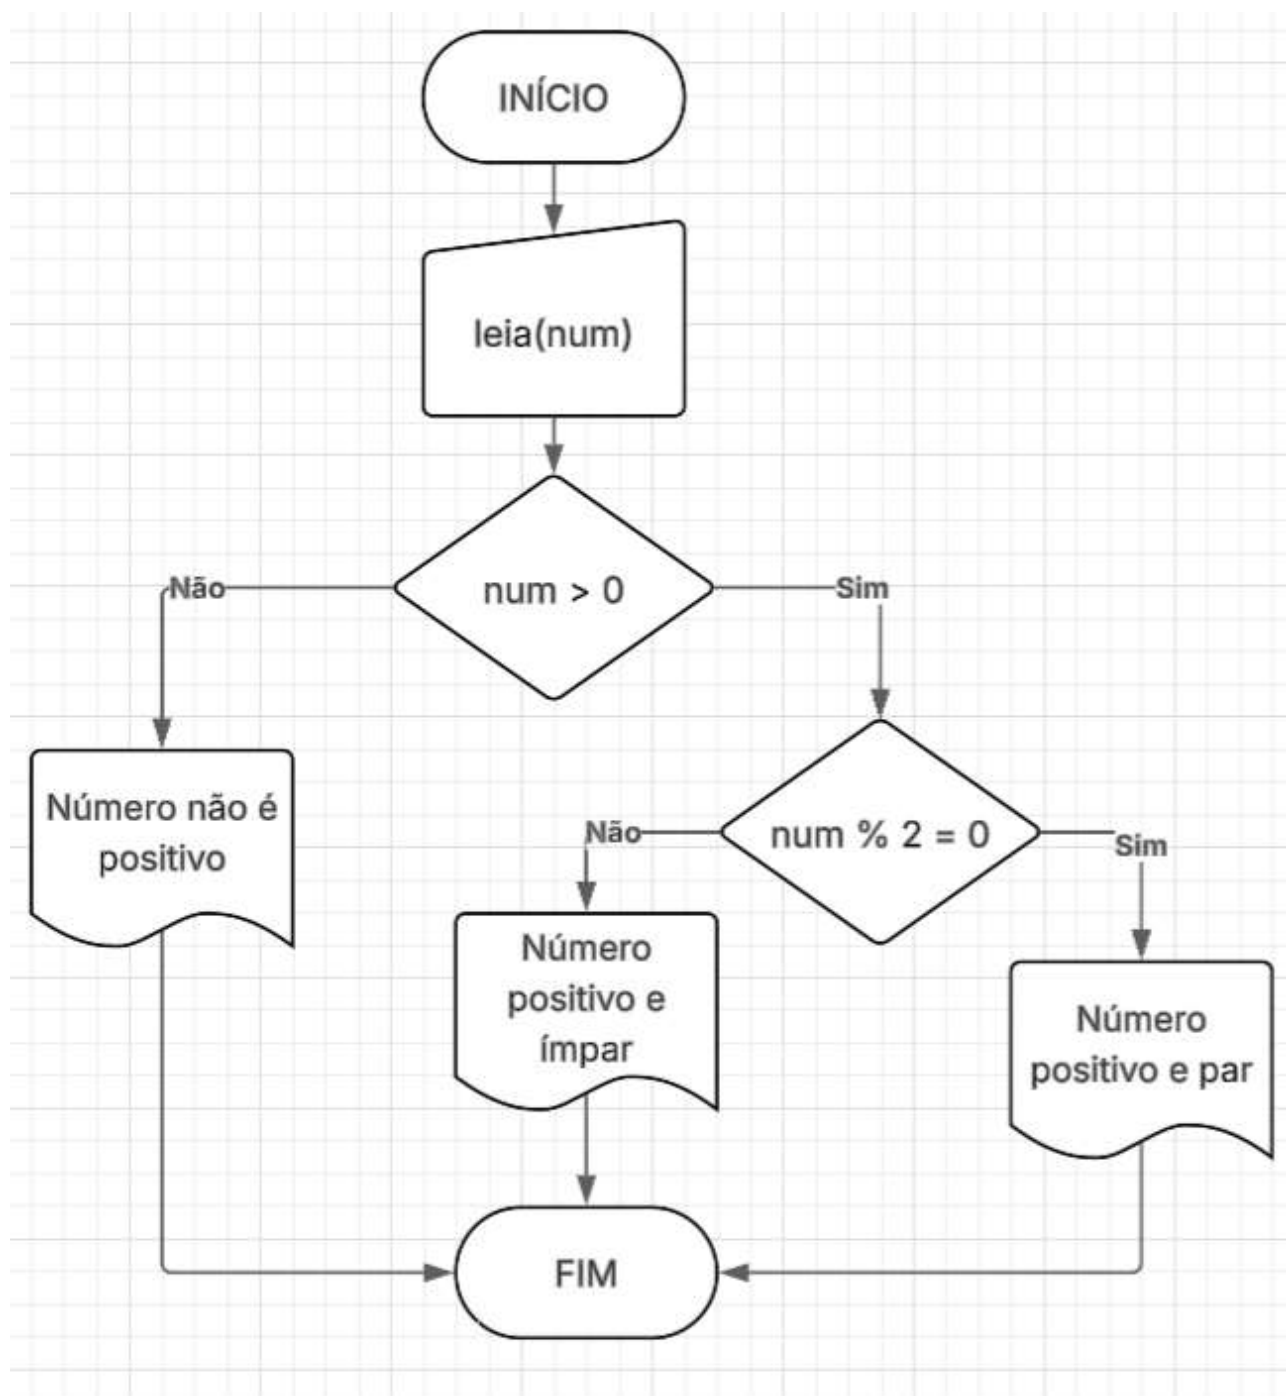 INÍCIO
leia(num)
num > 0
Não
Sim
Número não é
positivo
num % 2 = 0
Não
Sim
Número
positivo e
ímpar
Número
positivo e par
FIM